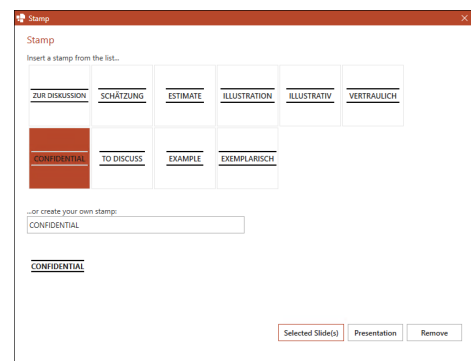 Stamp
Stamp
Insert a stamp from the list...
ZUR DISKUSSION SCHÄTZUNG ESTIMATE ILLUSTRATION ILLUSTRATIV VERTRAULICH
CONFIDENTIAL TO DISCUSS EXAMPLE EXEMPLARISCH
...or create your own stamp:
CONFIDENTIAL
CONFIDENTIAL
Selected Slide(s) Presentation Remove